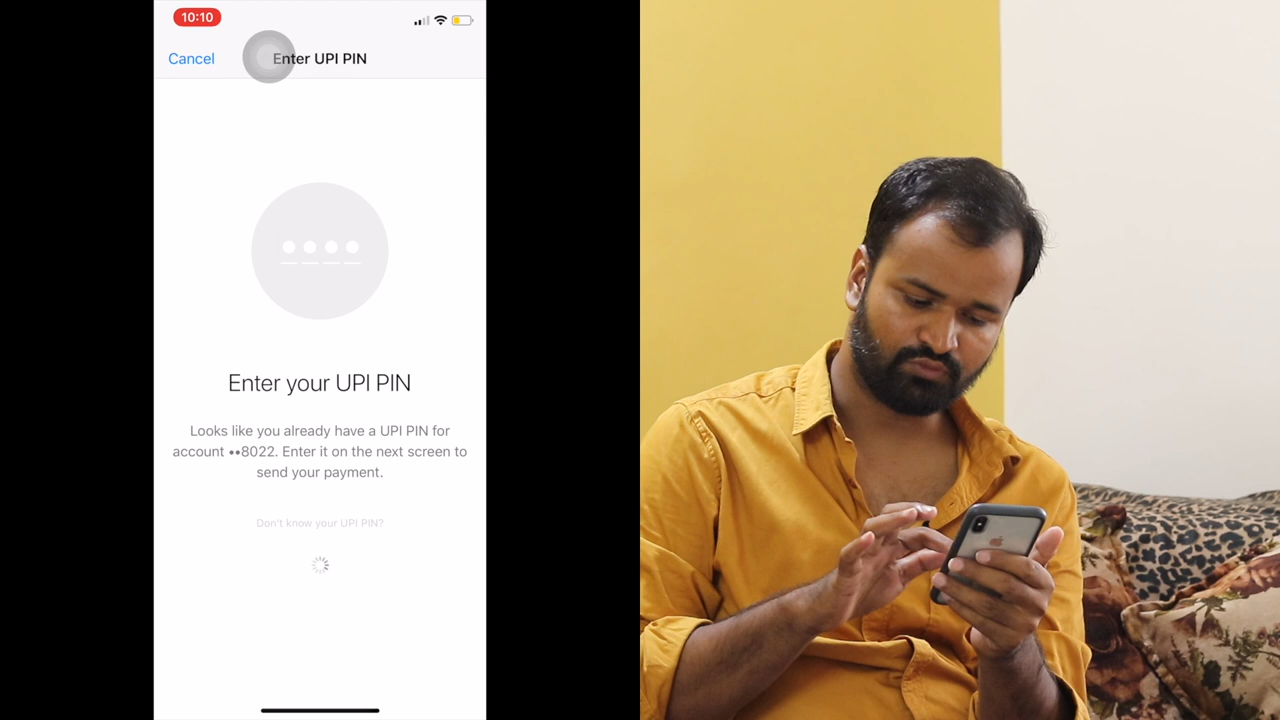 10:10
Cancel
Enter UPI PIN
Enter your UPI PIN
Looks like you already have a UPI PIN for
account ••8022. Enter it on the next screen to
send your payment.
Don't know your UPI PIN?